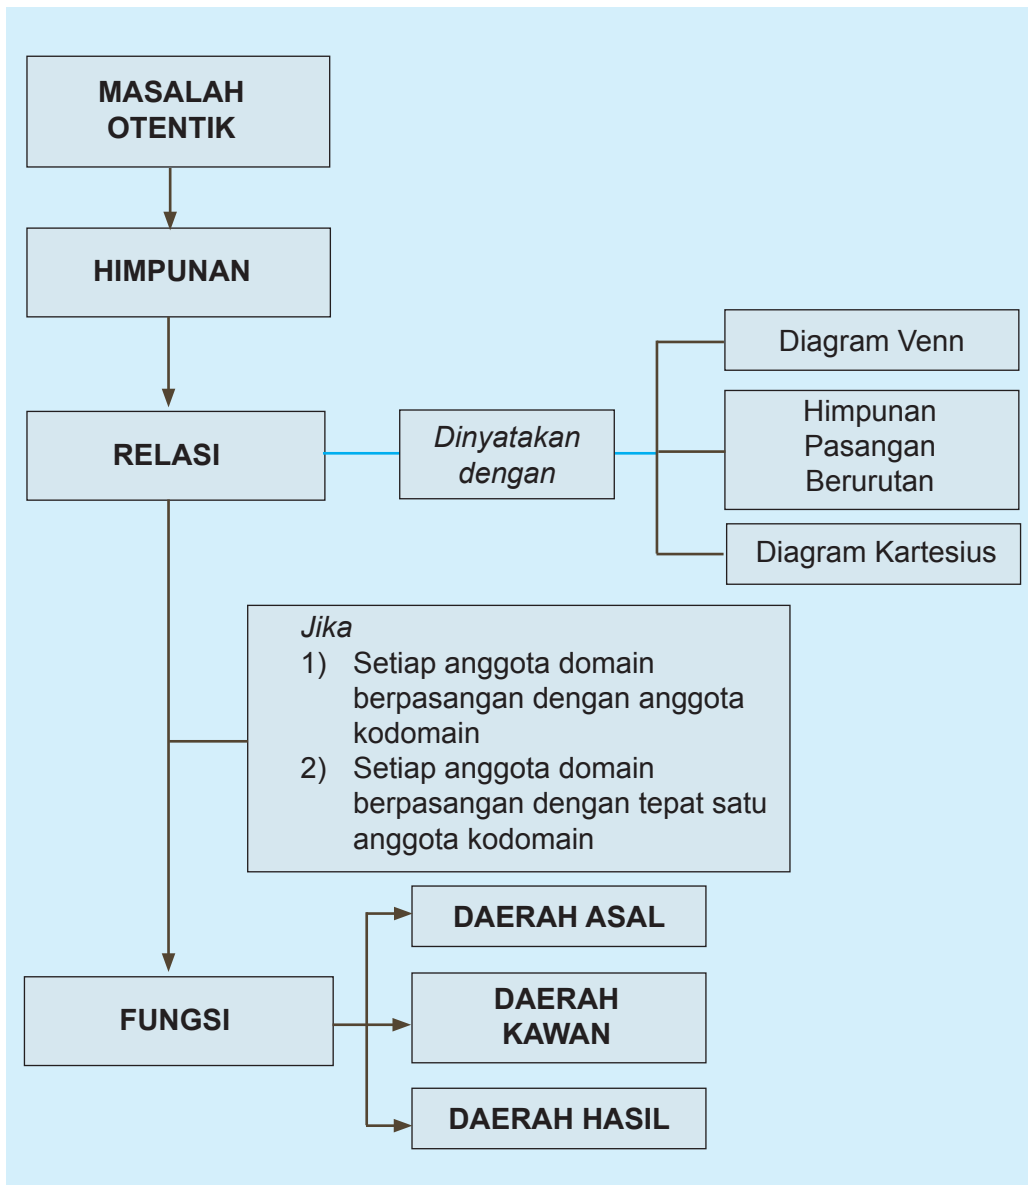 MASALAH
OTENTIK
HIMPUNAN
RELASI
Dinyatakan
dengan
Diagram Venn
Himpunan
Pasangan
Berurutan
Diagram Kartesius
Jika
1) Setiap anggota domain
berpasangan dengan anggota
kodomain
2) Setiap anggota domain
berpasangan dengan tepat satu
anggota kodomain
FUNGSI
DAERAH ASAL
DAERAH
KAWAN
DAERAH HASIL